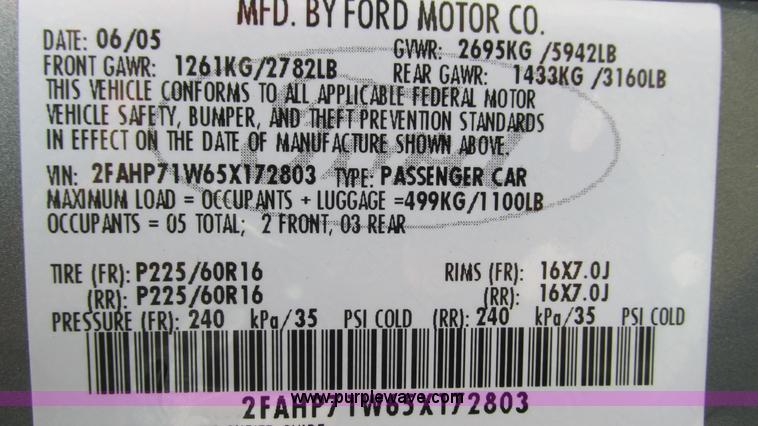 MFD. BY FORD MOTOR CO.
DATE: 06/05 GVWR: 2695KG /5942LB
FRONT GAWR: 1261KG/2782LB REAR GAWR: 1433KG /3160LB
THIS VEHICLE CONFORMS TO ALL APPLICABLE FEDERAL MOTOR
VEHICLE SAFETY, BUMPER, AND THEFT PREVENTION STANDARDS
IN EFFECT ON THE DATE OF MANUFACTURE SHOWN ABOVE
VIN: 2FAHP71W65X172803 TYPE: PASSENGER CAR
MAXIMUM LOAD = OCCUPANTS + LUGGAGE =499KG/1100LB
OCCUPANTS = 05 TOTAL; 2 FRONT, 03 REAR
TIRE (FR): P225/60R16 RIMS (FR): 16X7.0J
(RR): P225/60R16 (RR): 16X7.0J
PRESSURE (FR): 240 kPa/35 PSI COLD (RR): 240 kPa/35 PSI COLD
www.purplewave.com
2FAHP71W65X172803